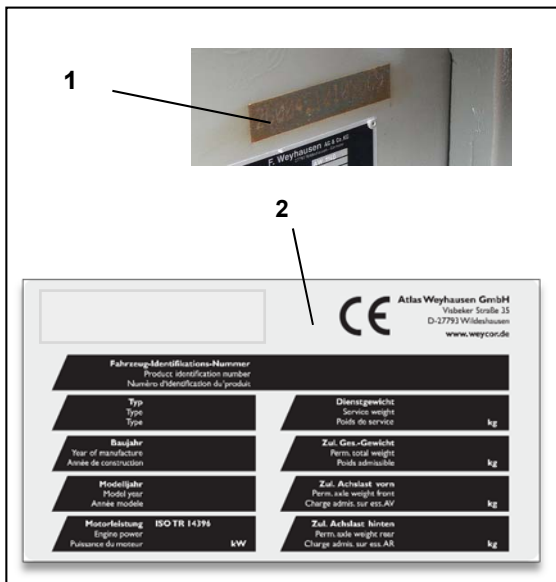 1
F. Weyhausen AG & Co. KG
2
Atlas Weyhausen GmbH
Visbeker Straße 35
D-27793 Wildeshausen
www.weycor.de
Fahrzeug-Identifikations-Nummer
Product identification number
Numèro d'identification du'produit
Typ
Type
Type
Dienstgewicht
Service weight
Poids de service
kg
Baujahr
Year of manufacture
Année de construction
Zul. Ges.-Gewicht
Perm. total weight
Poids admissible
kg
Modelljahr
Model year
Année modele
Zul. Achslast vorn
Perm. axle weight front
Charge admis. sur ess. AV
kg
Motorleistung ISO TR 14396
Engine power
Puissance du moteur
kW
Zul. Achslast hinten
Perm. axle weight rear
Charge admis. sur ess. AR
kg